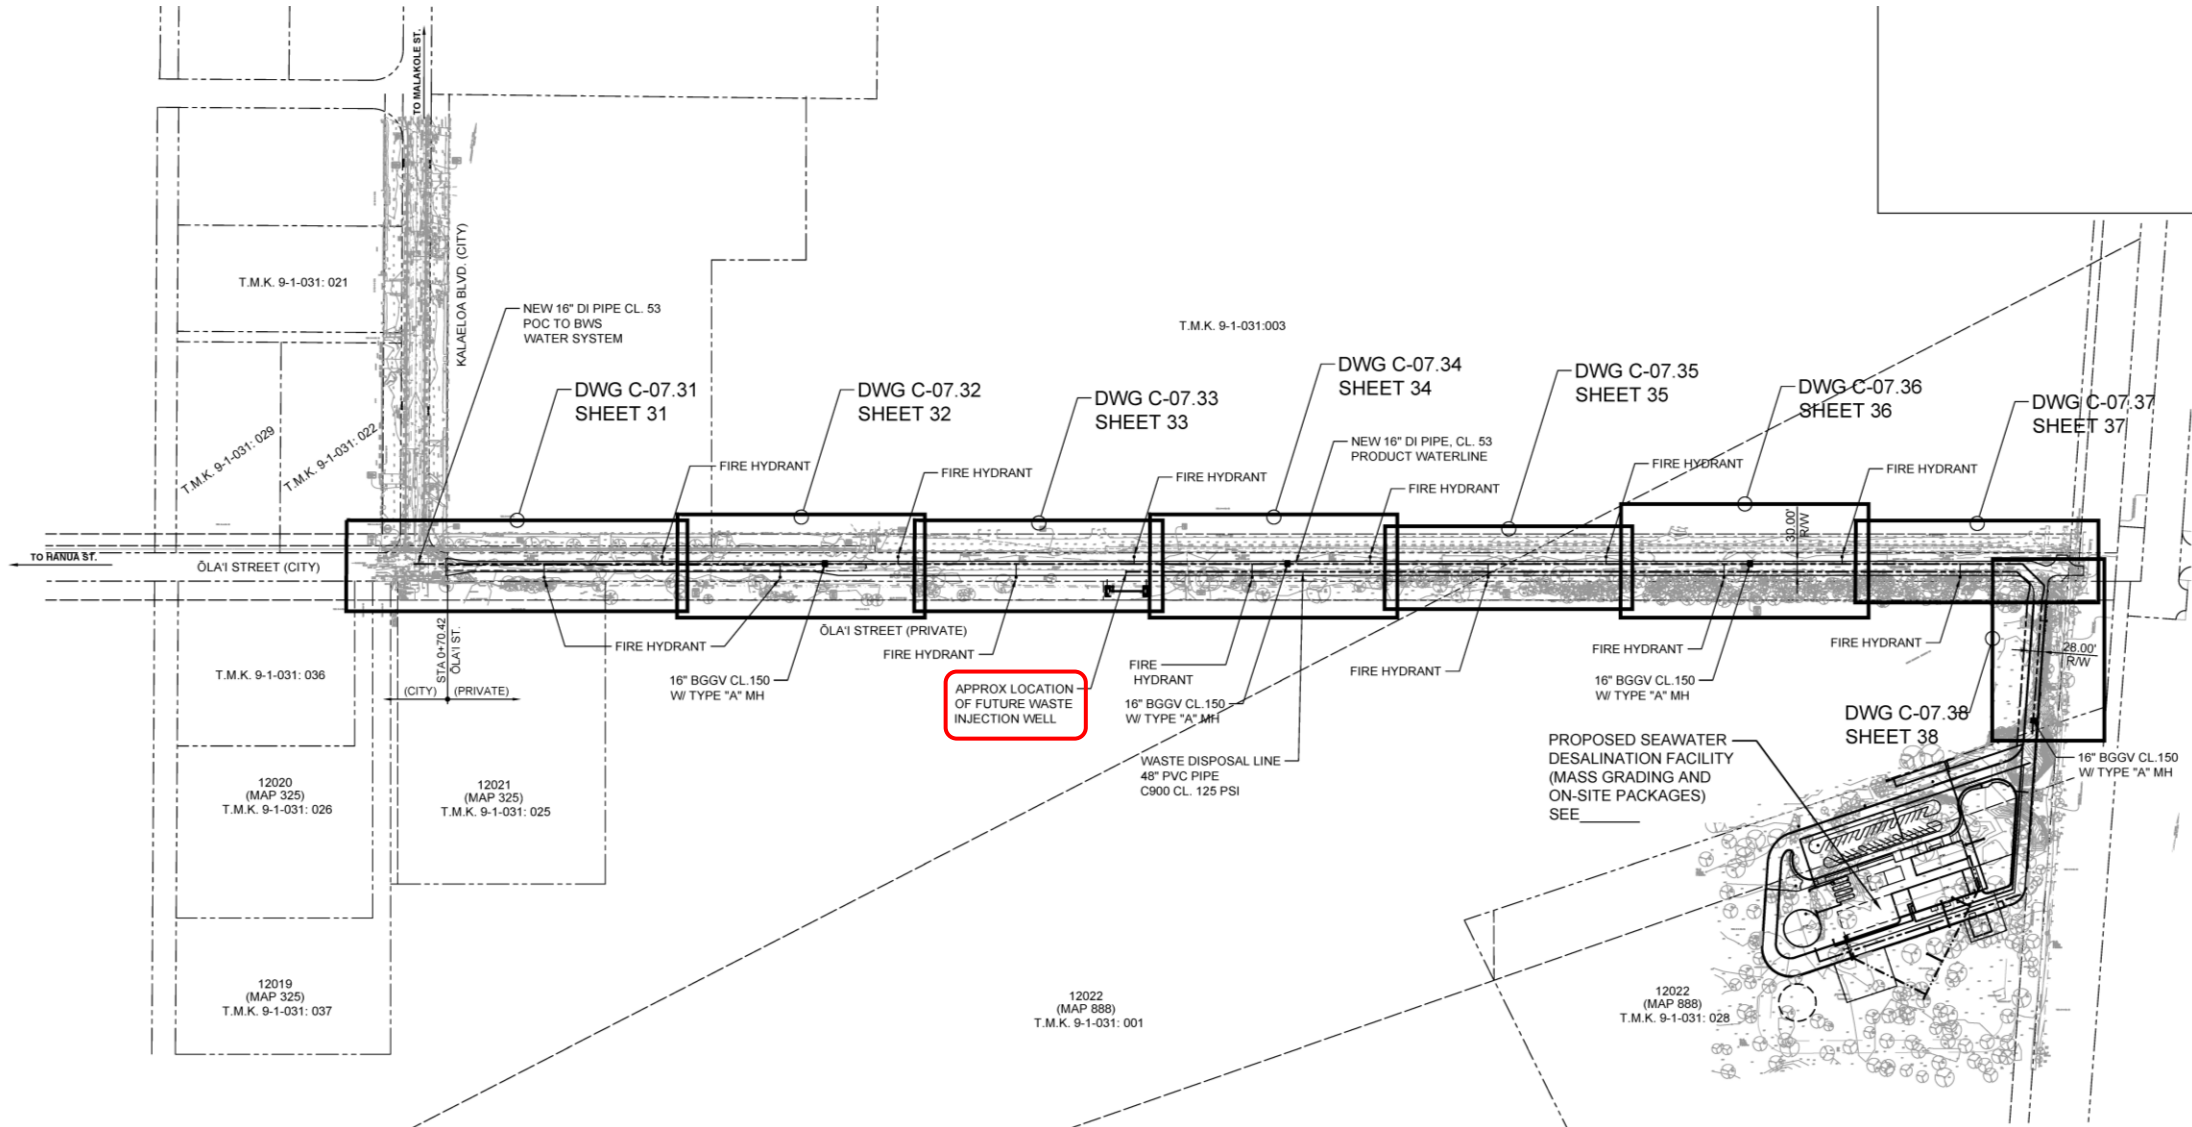 TO MALAKOLE ST.
KALAELOA BLVD. (CITY)
T.M.K. 9-1-031: 021
T.M.K. 9-1-031: 029
T.M.K. 9-1-031: 022
NEW 16" DI PIPE CL. 53
POC TO BWS
WATER SYSTEM
T.M.K. 9-1-031:003
DWG C-07.31
SHEET 31
DWG C-07.32
SHEET 32
DWG C-07.33
SHEET 33
DWG C-07.34
SHEET 34
DWG C-07.35
SHEET 35
DWG C-07.36
SHEET 36
DWG C-07.37
SHEET 37
NEW 16" DI PIPE, CL. 53
PRODUCT WATERLINE
FIRE HYDRANT
FIRE HYDRANT
FIRE HYDRANT
FIRE HYDRANT
FIRE HYDRANT
FIRE HYDRANT
30.00'
R/W
TO HANUA ST.
ŌLA'I STREET (CITY)
ŌLA'I STREET (PRIVATE)
STA 0+70.42
ŌLA'I ST.
(CITY)
(PRIVATE)
FIRE HYDRANT
FIRE HYDRANT
FIRE
HYDRANT
FIRE HYDRANT
FIRE HYDRANT
FIRE HYDRANT
28.00'
R/W
16" BGGV CL.150
W/ TYPE "A" MH
APPROX LOCATION
OF FUTURE WASTE
INJECTION WELL
16" BGGV CL.150
W/ TYPE "A" MH
16" BGGV CL.150
W/ TYPE "A" MH
DWG C-07.38
SHEET 38
16" BGGV CL.150
W/ TYPE "A" MH
WASTE DISPOSAL LINE
48" PVC PIPE
C900 CL. 125 PSI
PROPOSED SEAWATER
DESALINATION FACILITY
(MASS GRADING AND
ON-SITE PACKAGES)
SEE______
T.M.K. 9-1-031: 036
12020
(MAP 325)
T.M.K. 9-1-031: 026
12021
(MAP 325)
T.M.K. 9-1-031: 025
12019
(MAP 325)
T.M.K. 9-1-031: 037
12022
(MAP 888)
T.M.K. 9-1-031: 001
12022
(MAP 888)
T.M.K. 9-1-031: 028